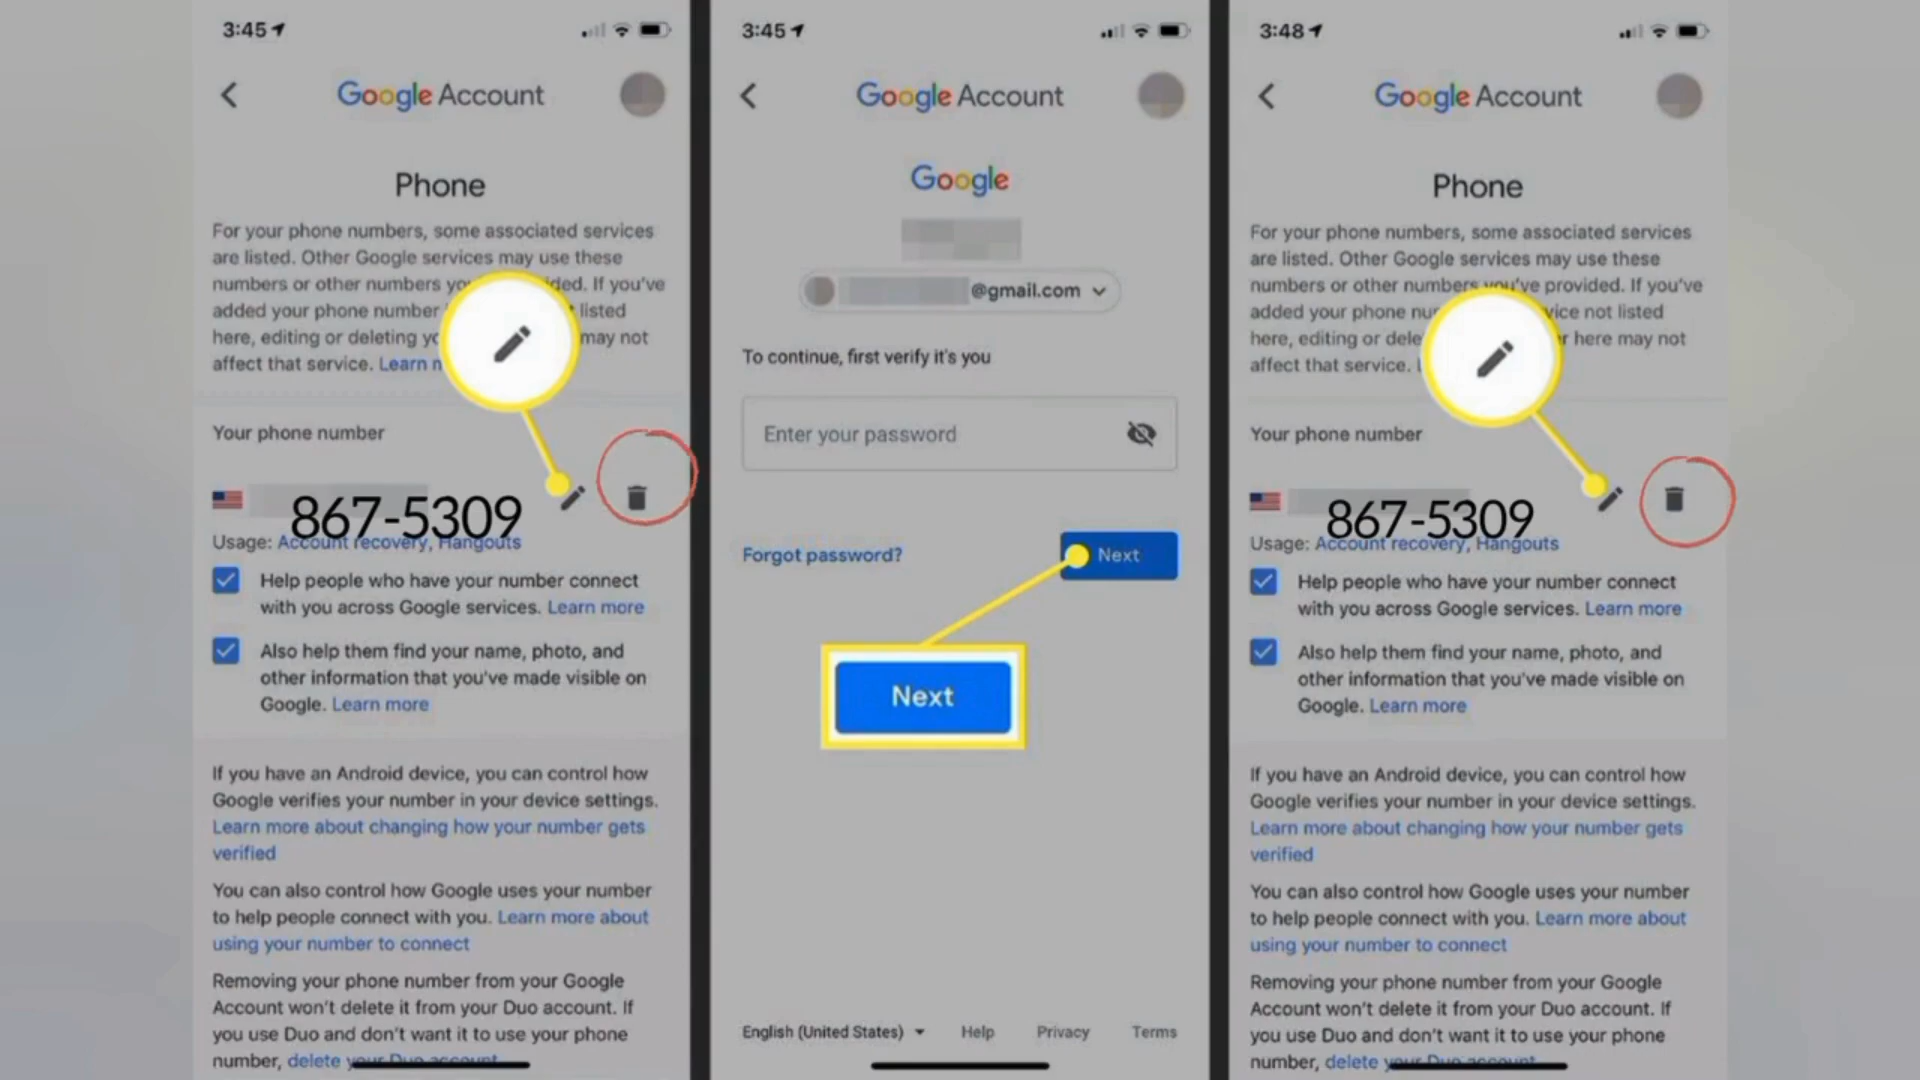 3:45
Google Account
Phone
For your phone numbers, some associated services
are listed. Other Google services may use these
numbers or other numbers ded. If you've
added your phone number listed
here, editing or deleting may not
affect that service. Learn
Your phone number
867-5309
Usage: Account recovery, Hangouts
Help people who have your number connect
with you across Google services. Learn more
Also help them find your name, photo, and
other information that you've made visible on
Google. Learn more
If you have an Android device, you can control how
Google verifies your number in your device settings.
Learn more about changing how your number gets
verified
You can also control how Google uses your number
to help people connect with you. Learn more about
using your number to connect
Removing your phone number from your Google
Account won't delete it from your Duo account. If
you use Duo and don't want it to use your phone
number, delete your Duo account
3:45
Google Account
Google
@gmail.com
To continue, first verify it's you
Enter your password
Forgot password?
Next
Next
English (United States)
Help
Privacy
Terms
3:48
Google Account
Phone
For your phone numbers, some associated services
are listed. Other Google services may use these
numbers or other numbers you've provided. If you've
added your phone vice not listed
here, editing or here may not
affect that service.
Your phone number
867-5309
Usage: Account recovery, Hangouts
Help people who have your number connect
with you across Google services. Learn more
Also help them find your name, photo, and
other information that you've made visible on
Google. Learn more
If you have an Android device, you can control how
Google verifies your number in your device settings.
Learn more about changing how your number gets
verified
You can also control how Google uses your number
to help people connect with you. Learn more about
using your number to connect
Removing your phone number from your Google
Account won't delete it from your Duo account. If
you use Duo and don't want it to use your phone
number, delete your Duo account